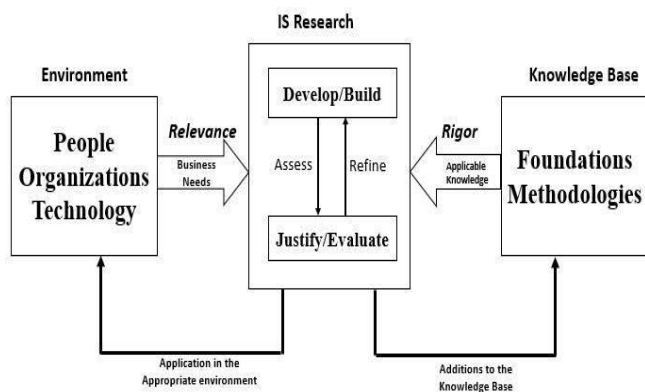 IS Research
Environment
Knowledge Base
People
Organizations
Technology
Relevance
Business
Needs
Develop/Build
Assess
Refine
Justify/Evaluate
Rigor
Applicable
Knowledge
Foundations
Methodologies
Application in the
Appropriate environment
Additions to the
Knowledge Base